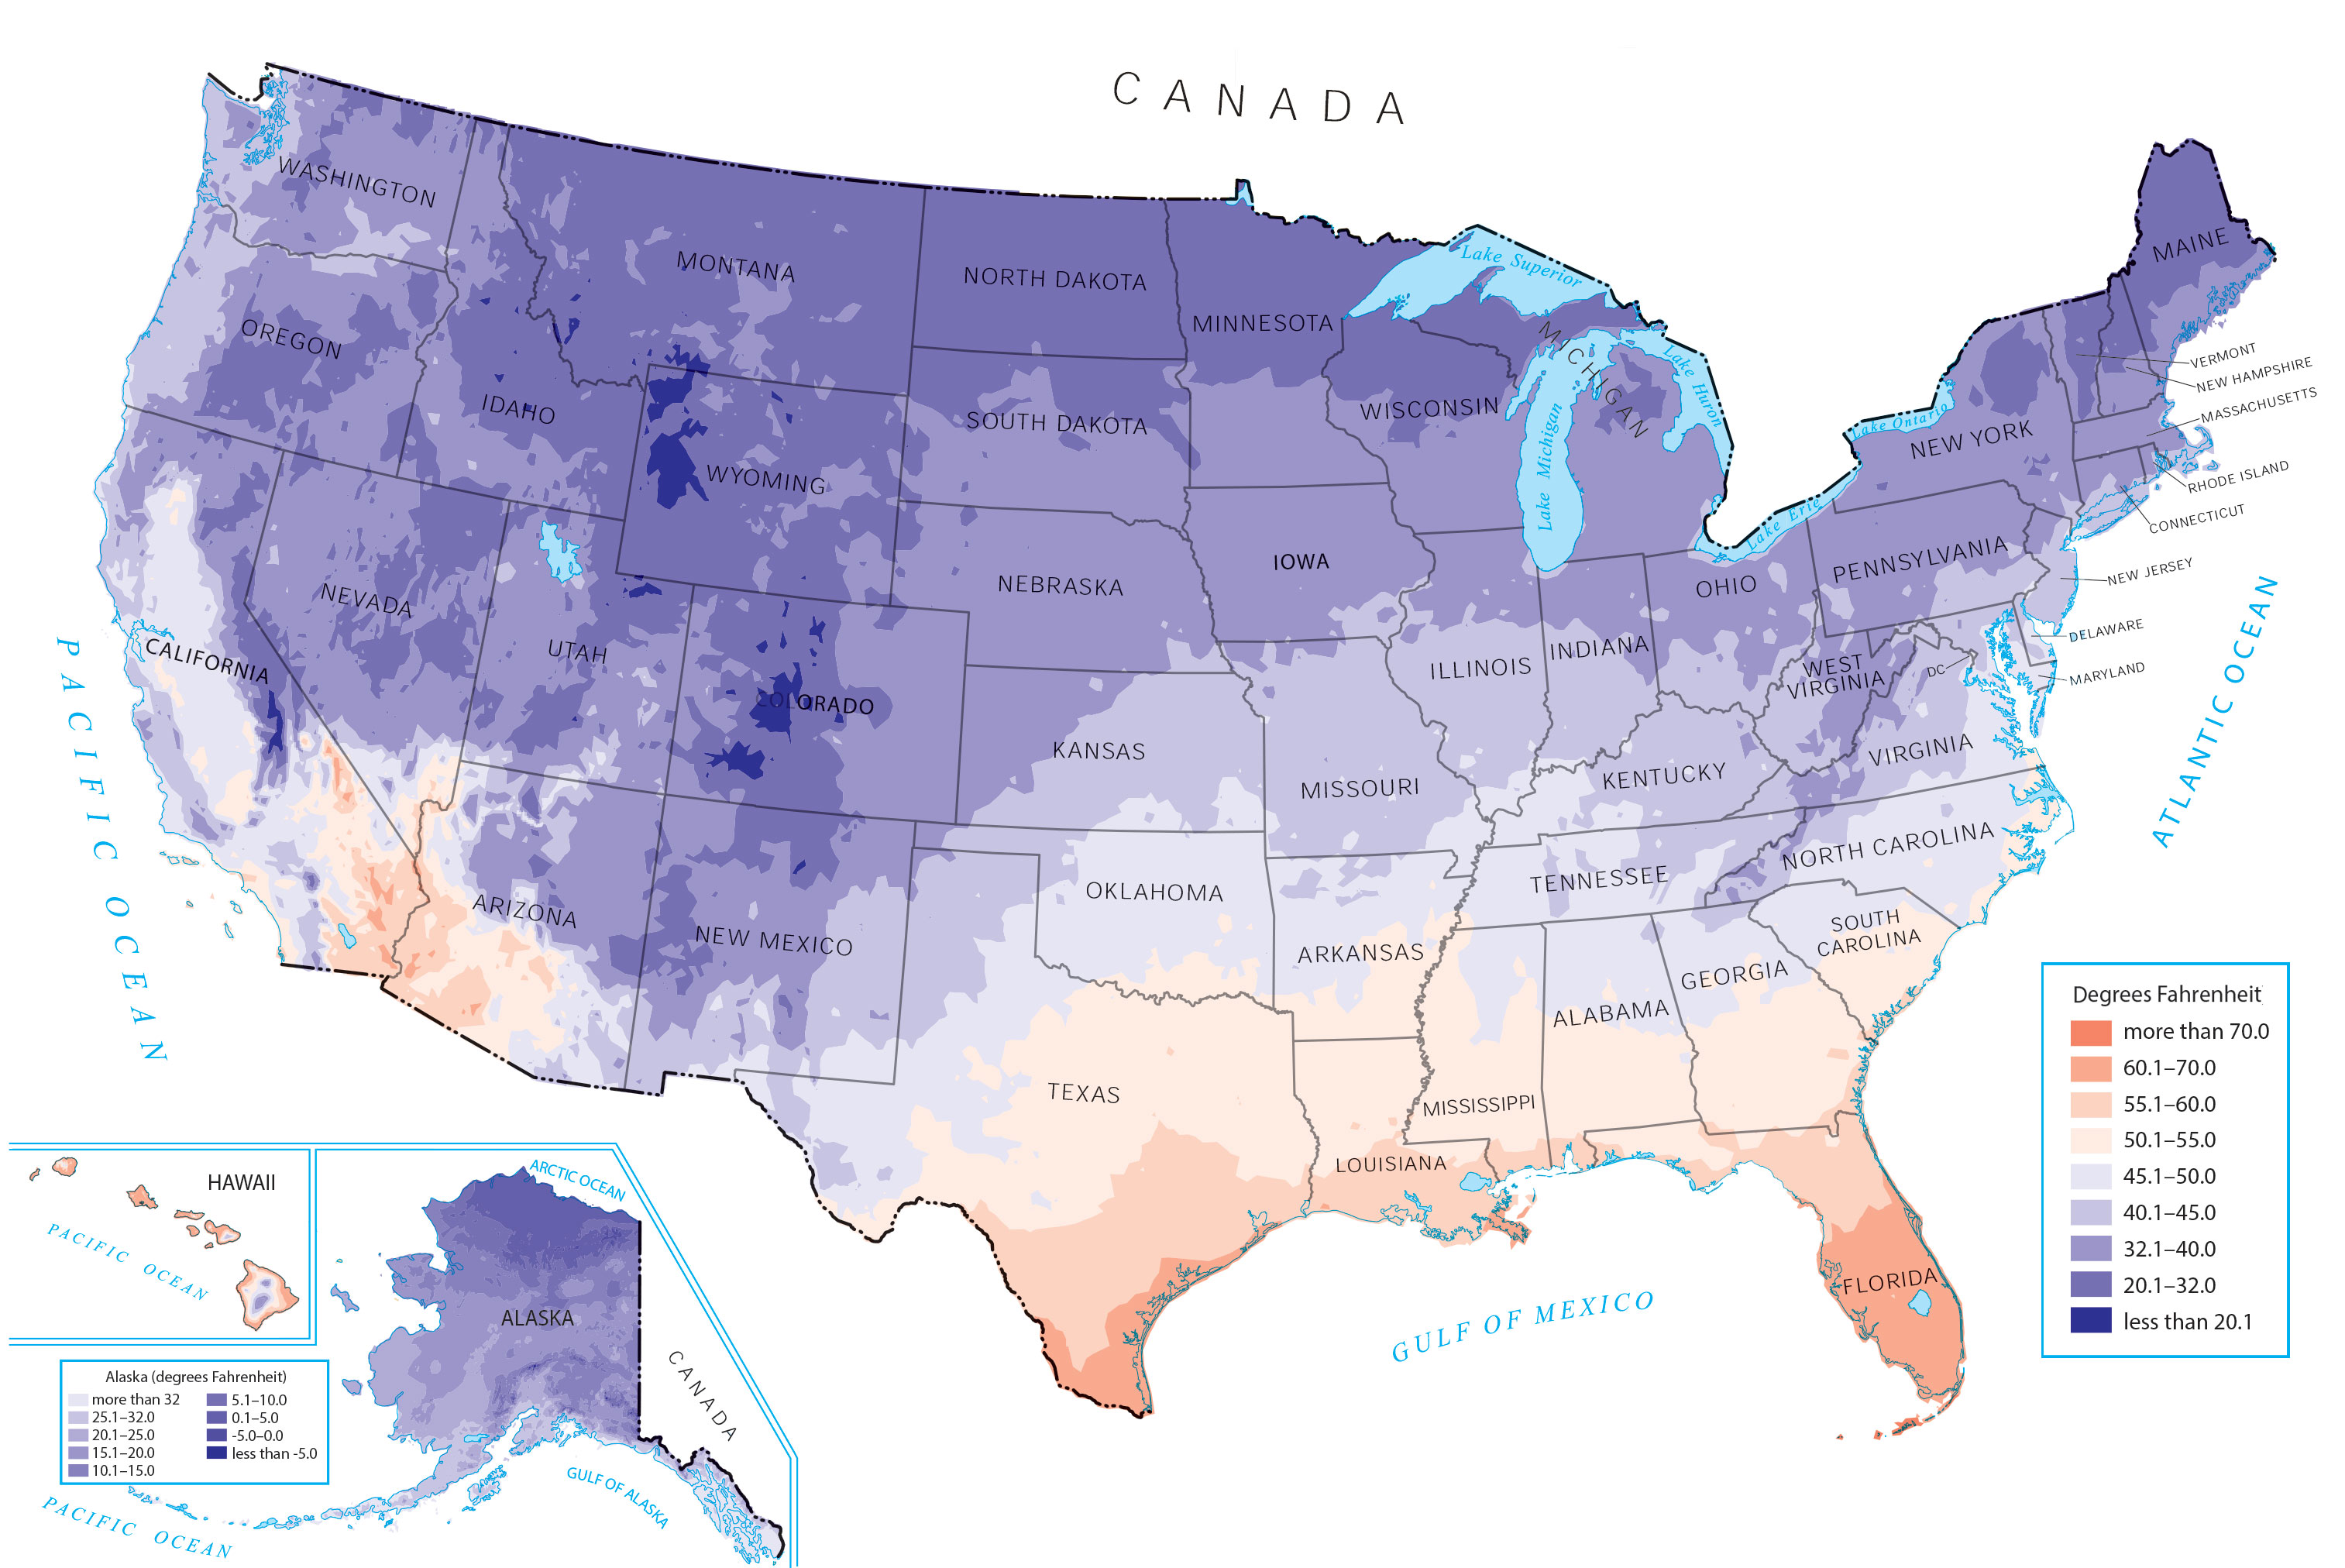 CANADA
WASHINGTON
OREGON
IDAHO
MONTANA
NORTH DAKOTA
MINNESOTA
Lake Superior
MAINE
SOUTH DAKOTA
WYOMING
WISCONSIN
MICHIGAN
Lake Michigan
Lake Huron
Lake Ontario
Lake Erie
NEW YORK
VERMONT
NEW HAMPSHIRE
MASSACHUSETTS
RHODE ISLAND
CONNECTICUT
NEW JERSEY
DELAWARE
MARYLAND
DC
PENNSYLVANIA
OHIO
INDIANA
ILLINOIS
IOWA
NEBRASKA
NEVADA
UTAH
CALIFORNIA
COLORADO
KANSAS
MISSOURI
KENTUCKY
WEST
VIRGINIA
VIRGINIA
NORTH CAROLINA
TENNESSEE
SOUTH
CAROLINA
ARKANSAS
OKLAHOMA
NEW MEXICO
ARIZONA
TEXAS
LOUISIANA
MISSISSIPPI
ALABAMA
GEORGIA
FLORIDA
PACIFIC OCEAN
ATLANTIC OCEAN
GULF OF MEXICO
HAWAII
PACIFIC OCEAN
ARCTIC OCEAN
ALASKA
CANADA
GULF OF ALASKA
PACIFIC OCEAN
Alaska (degrees Fahrenheit)
more than 32
25.1–32.0
20.1–25.0
15.1–20.0
10.1–15.0
5.1–10.0
0.1–5.0
-5.0–0.0
less than -5.0
Degrees Fahrenheit
more than 70.0
60.1–70.0
55.1–60.0
50.1–55.0
45.1–50.0
40.1–45.0
32.1–40.0
20.1–32.0
less than 20.1